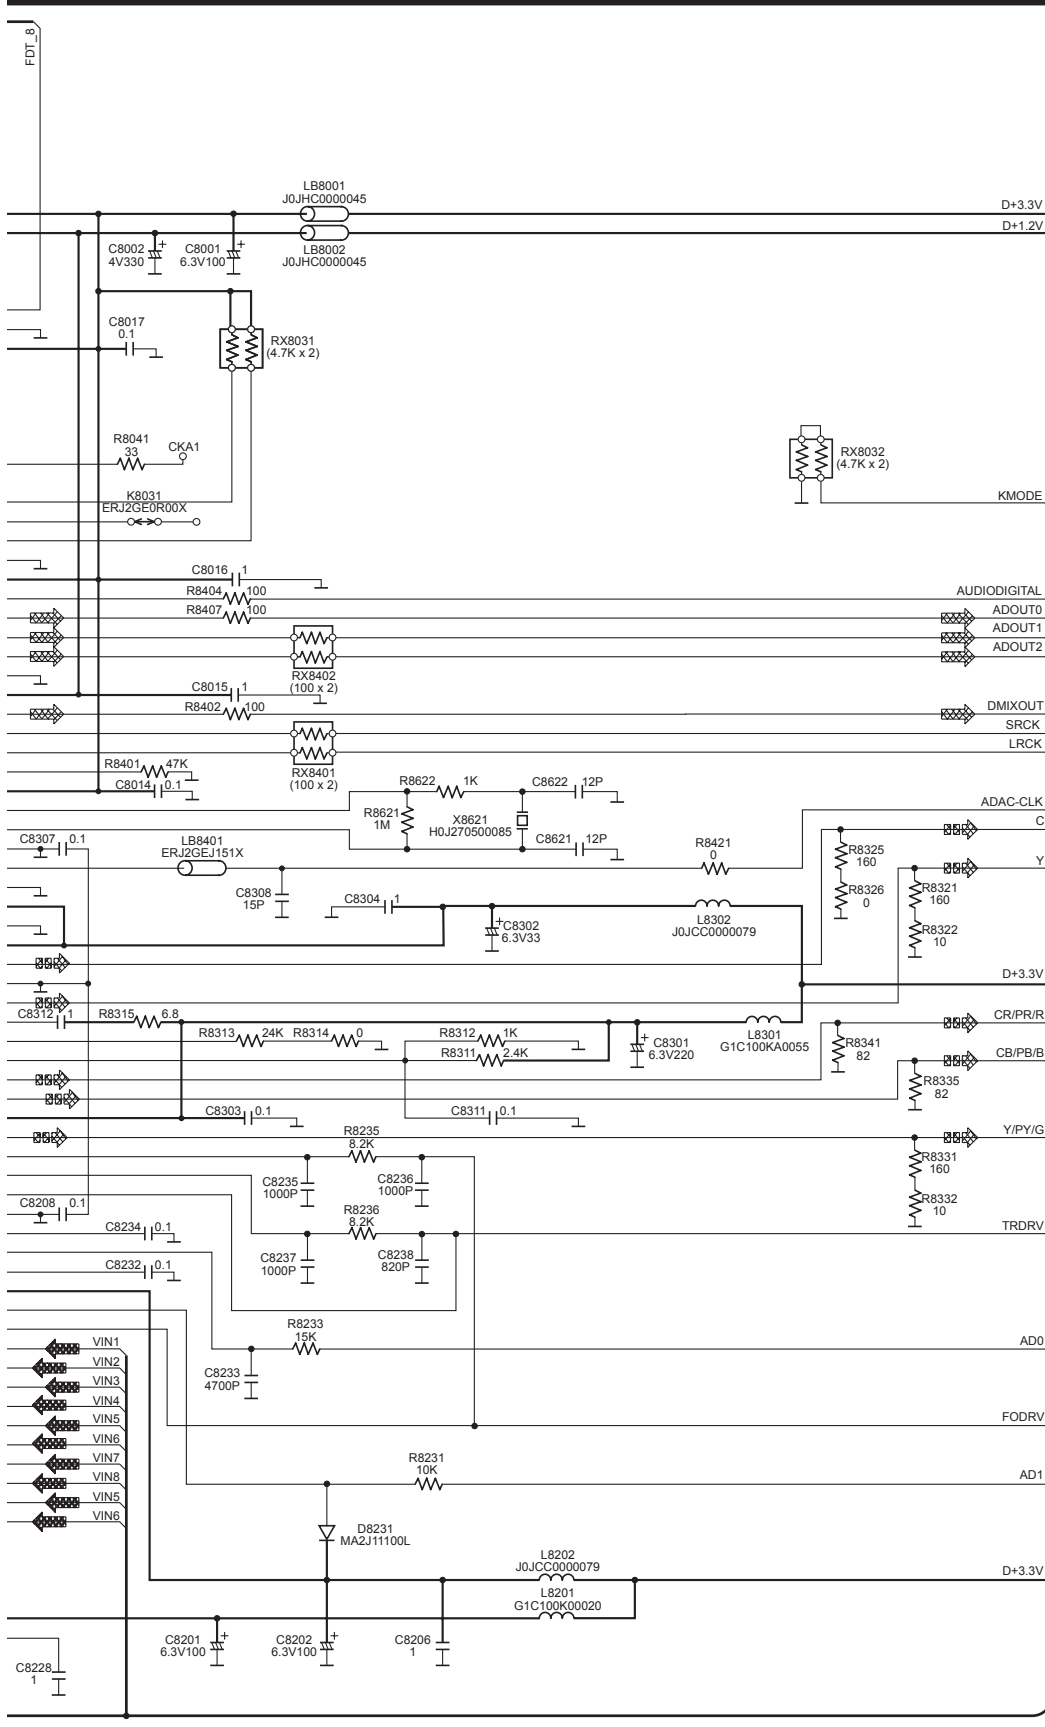 FDT_8
LB8001
J0JHC0000045
D+3.3V
D+1.2V
C8002
4V330
+
C8001
6.3V100
+
LB8002
J0JHC0000045
C8017
0.1
RX8031
(4.7K x 2)
R8041
33
CKA1
RX8032
(4.7K x 2)
K8031
ERJ2GE0R00X
KMODE
C8016
1
R8404
100
AUDIODIGITAL
R8407
100
ADOUT0
ADOUT1
ADOUT2
RX8402
(100 x 2)
C8015
1
R8402
100
DMIXOUT
SRCK
LRCK
R8401
47K
RX8401
(100 x 2)
C8014
0.1
R8622
1K
C8622
12P
R8621
1M
X8621
H0J270500085
ADAC-CLK
C
C8307
0.1
LB8401
ERJ2GEJ151X
C8621
12P
R8421
0
R8325
160
Y
C8308
15P
R8326
0
R8321
160
C8304
1
+
C8302
6.3V33
L8302
J0JCC0000079
R8322
10
D+3.3V
C8312
1
R8315
6.8
R8313
24K
R8314
0
R8312
1K
R8311
2.4K
+
C8301
6.3V220
L8301
G1C100KA0055
CR/PR/R
R8341
82
CB/PB/B
R8335
82
C8303
0.1
C8311
0.1
Y/PY/G
R8235
8.2K
R8331
160
C8235
1000P
C8236
1000P
R8332
10
C8208
0.1
R8236
8.2K
C8234
0.1
TRDRV
C8237
1000P
C8238
820P
C8232
0.1
R8233
15K
VIN1
AD0
VIN2
C8233
4700P
VIN3
VIN4
VIN5
FODRV
VIN6
VIN7
R8231
10K
VIN8
AD1
VIN5
VIN6
D8231
MA2J11100L
L8202
J0JCC0000079
D+3.3V
L8201
G1C100K00020
C8201
6.3V100
+
C8202
6.3V100
+
C8206
1
C8228
1